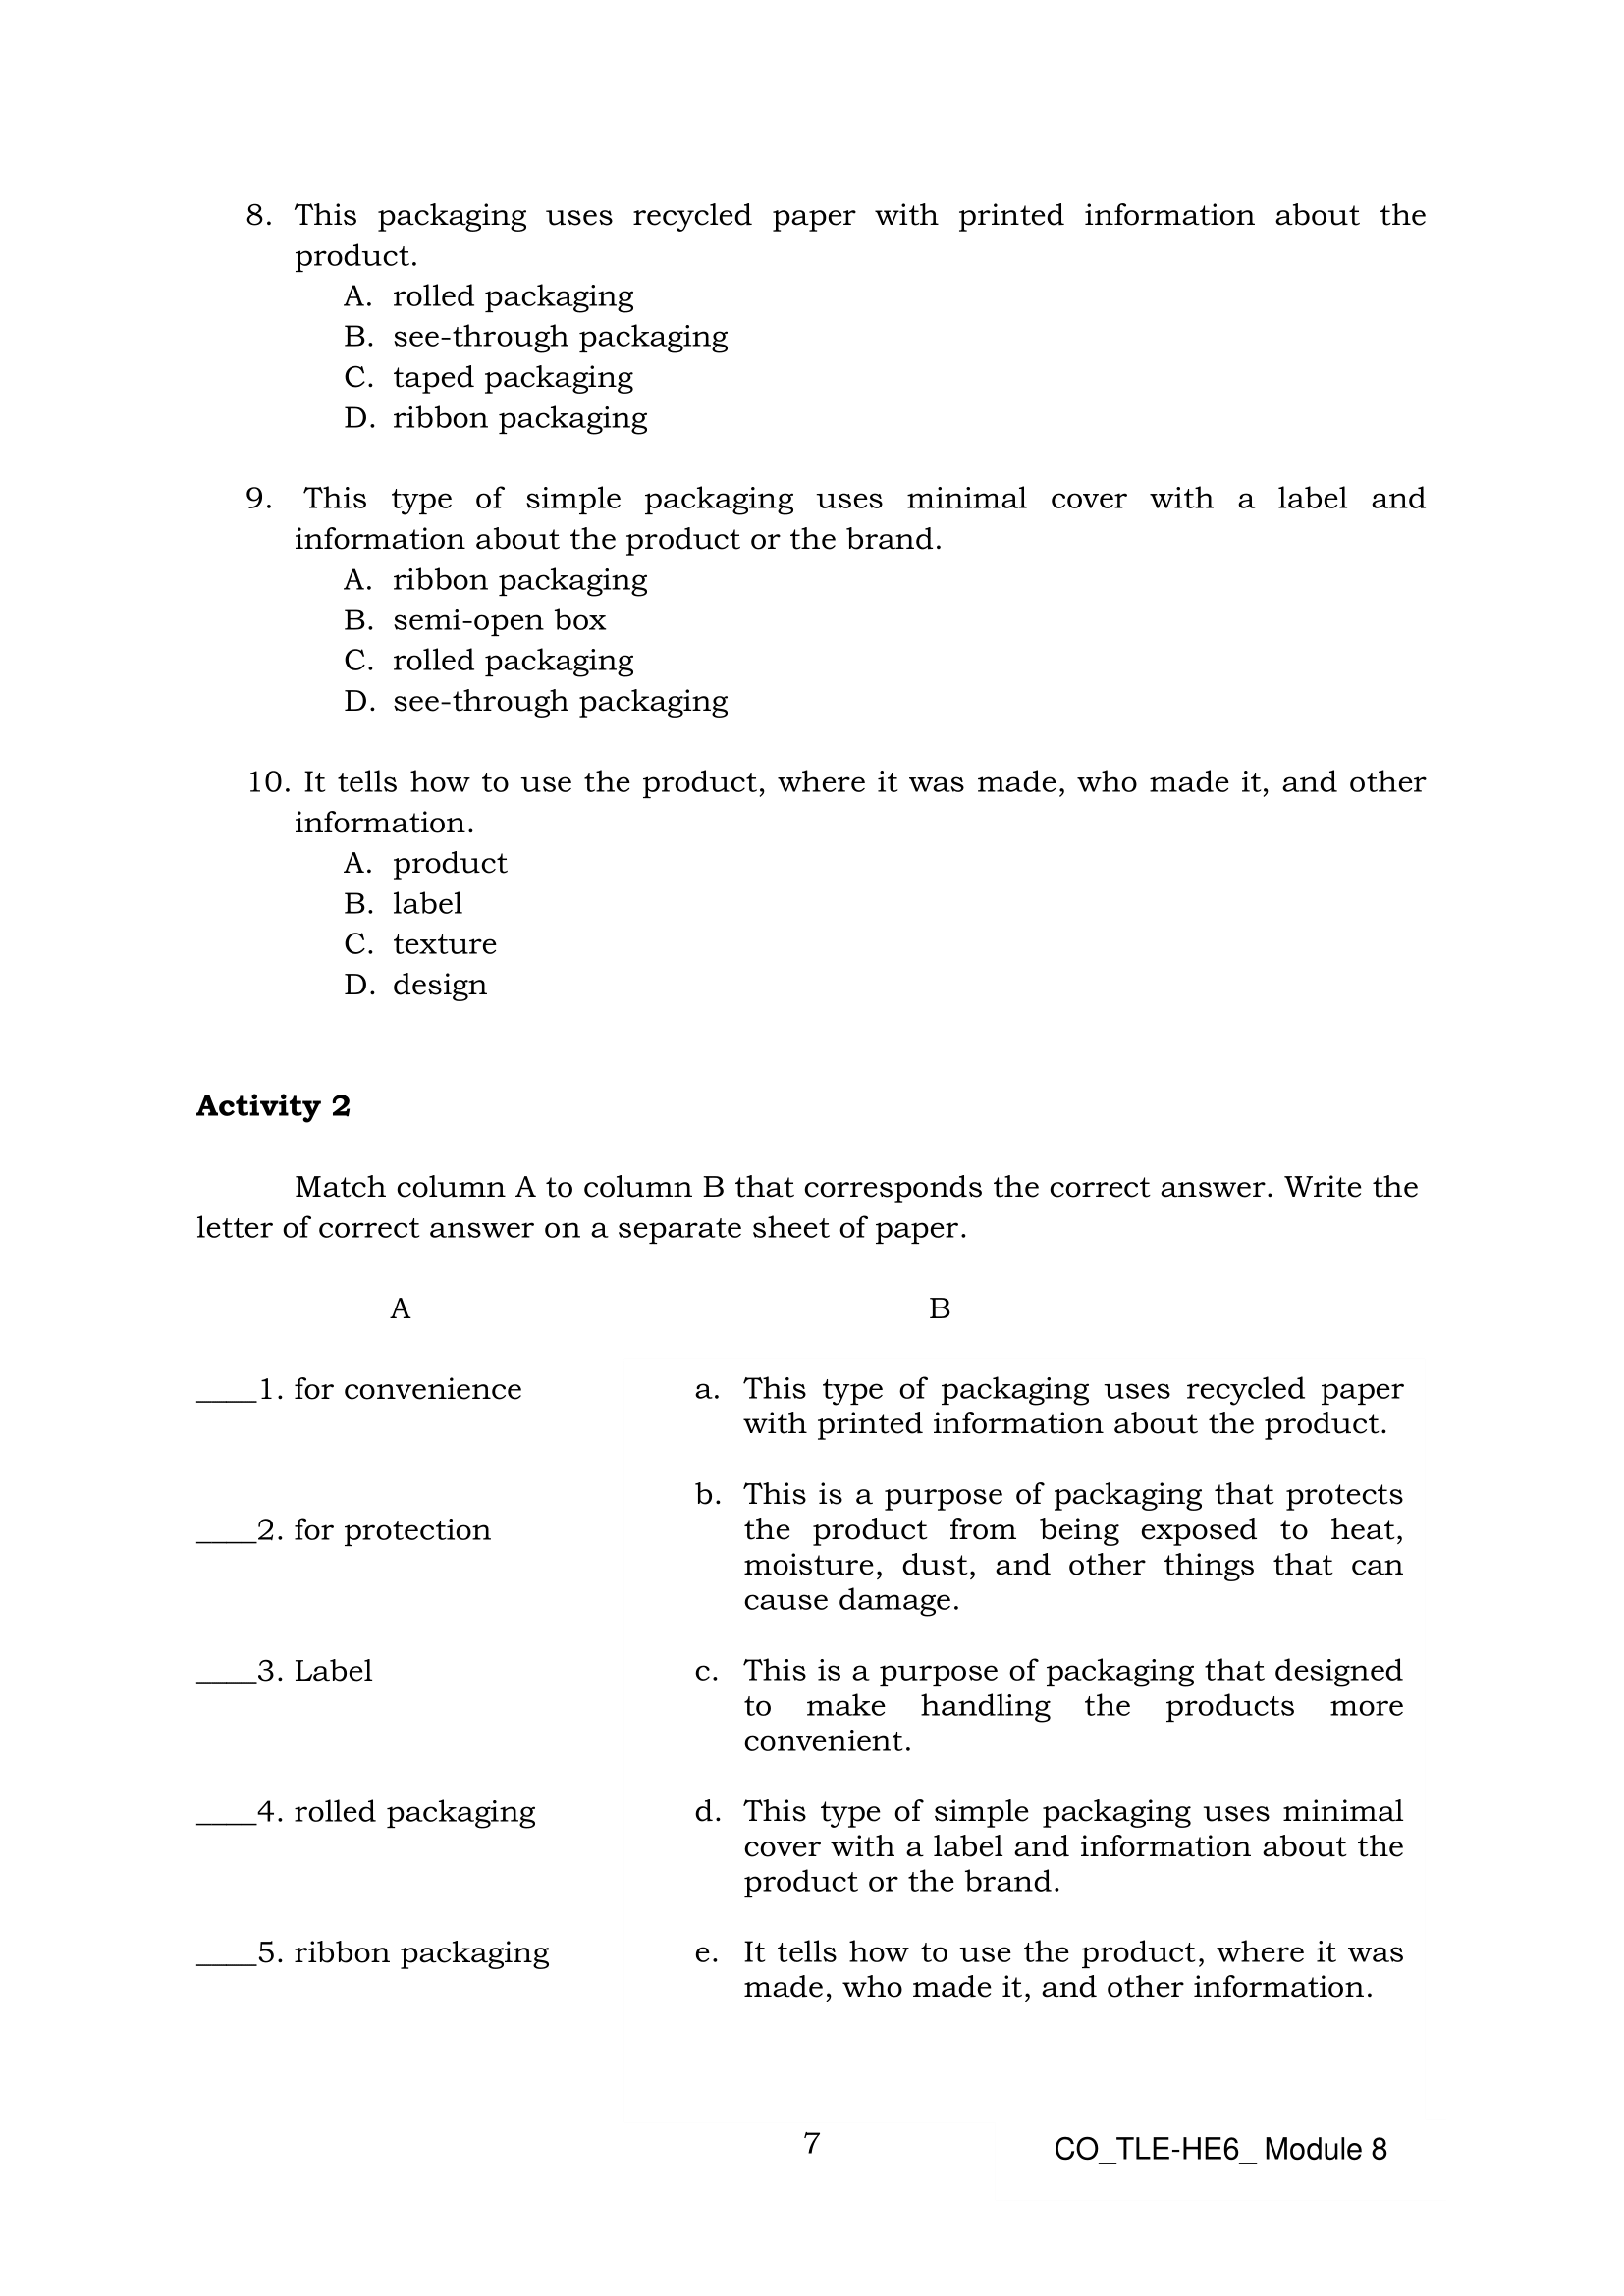 8. This packaging uses recycled paper with printed information about the
product.
A. rolled packaging
B. see-through packaging
C. taped packaging
D. ribbon packaging
9. This type of simple packaging uses minimal cover with a label and
information about the product or the brand.
A. ribbon packaging
B. semi-open box
C. rolled packaging
D. see-through packaging
10. It tells how to use the product, where it was made, who made it, and other
information.
A. product
B. label
C. texture
D. design
Activity 2
Match column A to column B that corresponds the correct answer. Write the
letter of correct answer on a separate sheet of paper.
A B
____1. for convenience
a. This type of packaging uses recycled paper
with printed information about the product.
____2. for protection
b. This is a purpose of packaging that protects
the product from being exposed to heat,
moisture, dust, and other things that can
cause damage.
____3. Label
c. This is a purpose of packaging that designed
to make handling the products more
convenient.
____4. rolled packaging
d. This type of simple packaging uses minimal
cover with a label and information about the
product or the brand.
____5. ribbon packaging
e. It tells how to use the product, where it was
made, who made it, and other information.
7
CO_TLE-HE6_ Module 8